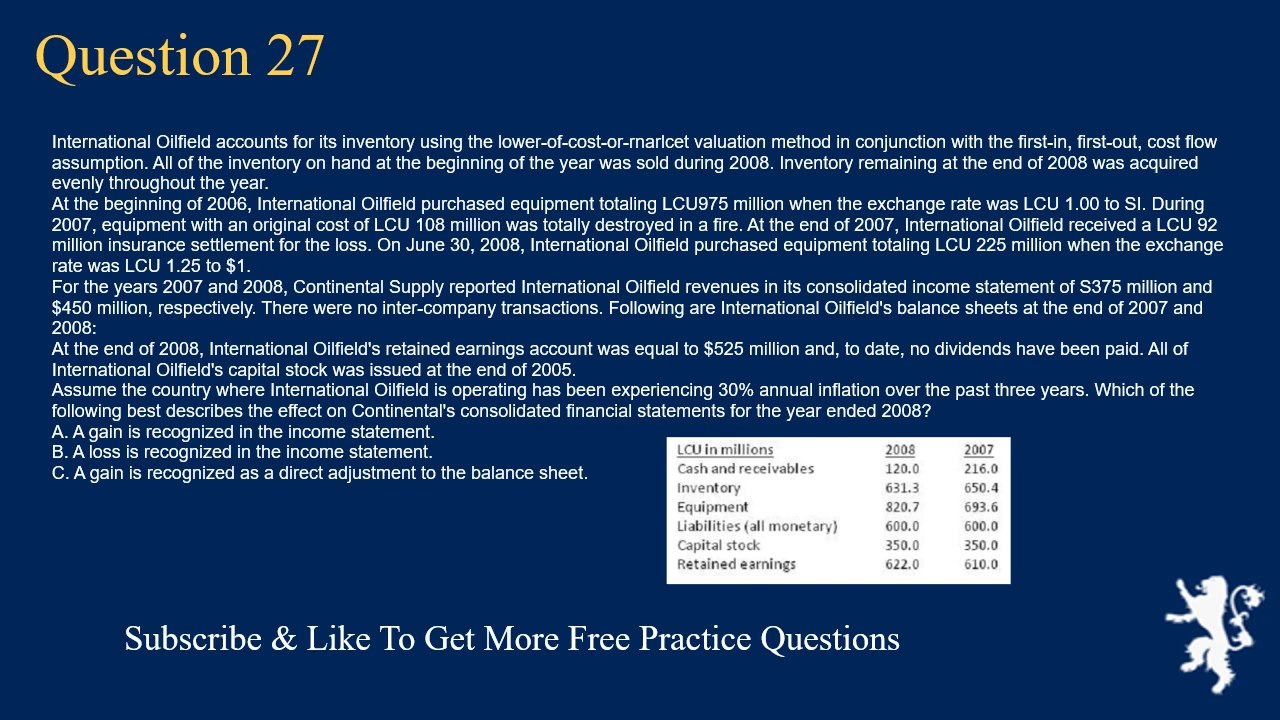 Question 27
International Oilfield accounts for its inventory using the lower-of-cost-or-rnarlcet valuation method in conjunction with the first-in, first-out, cost flow
assumption. All of the inventory on hand at the beginning of the year was sold during 2008. Inventory remaining at the end of 2008 was acquired
evenly throughout the year.
At the beginning of 2006, International Oilfield purchased equipment totaling LCU975 million when the exchange rate was LCU 1.00 to SI. During
2007, equipment with an original cost of LCU 108 million was totally destroyed in a fire. At the end of 2007, International Oilfield received a LCU 92
million insurance settlement for the loss. On June 30, 2008, International Oilfield purchased equipment totaling LCU 225 million when the exchange
rate was LCU 1.25 to $1.
For the years 2007 and 2008, Continental Supply reported International Oilfield revenues in its consolidated income statement of S375 million and
$450 million, respectively. There were no inter-company transactions. Following are International Oilfield's balance sheets at the end of 2007 and
2008:
At the end of 2008, International Oilfield's retained earnings account was equal to $525 million and, to date, no dividends have been paid. All of
International Oilfield's capital stock was issued at the end of 2005.
Assume the country where International Oilfield is operating has been experiencing 30% annual inflation over the past three years. Which of the
following best describes the effect on Continental's consolidated financial statements for the year ended 2008?
A. A gain is recognized in the income statement.
B. A loss is recognized in the income statement.
C. A gain is recognized as a direct adjustment to the balance sheet.
LCU in millions 2008 2007
Cash and receivables 120.0 216.0
Inventory 631.3 650.4
Equipment 820.7 693.6
Liabilities (all monetary) 600.0 600.0
Capital stock 350.0 350.0
Retained earnings 622.0 610.0
Subscribe & Like To Get More Free Practice Questions